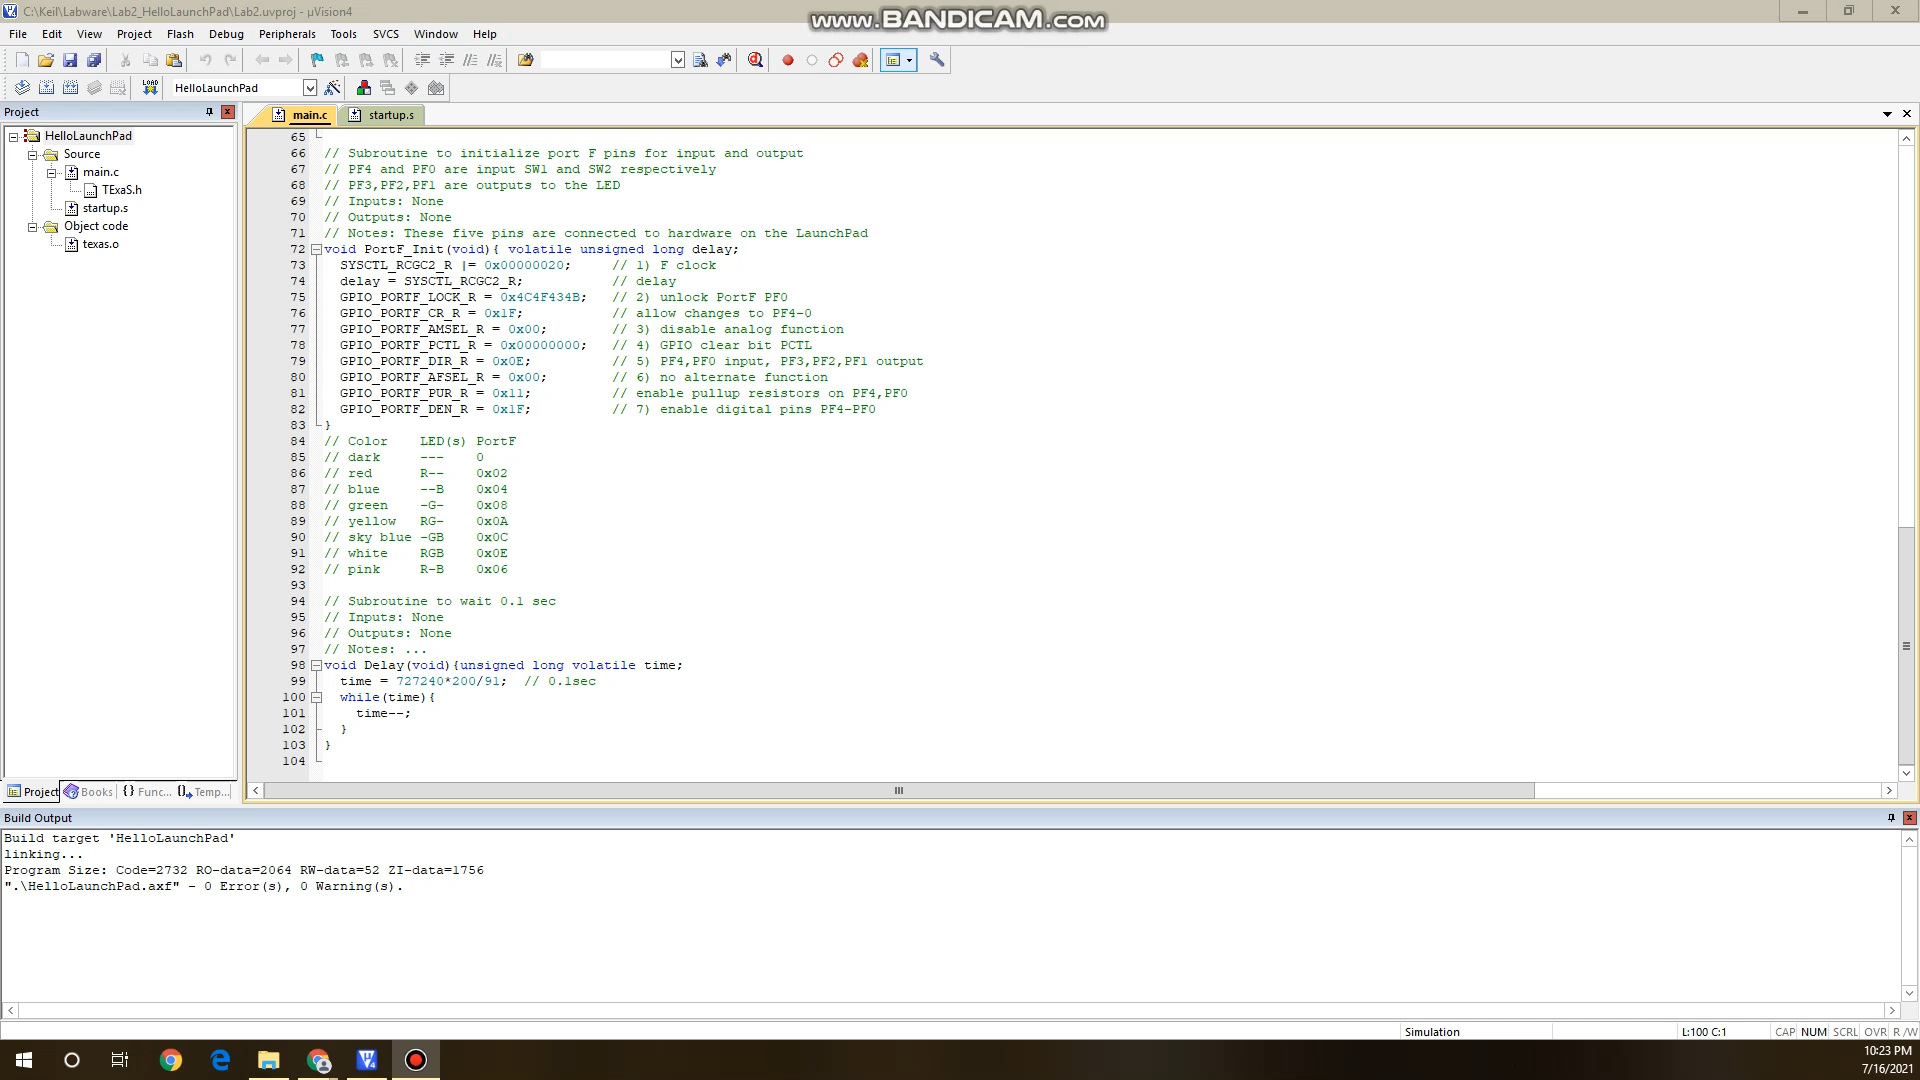 C:\Keil\Labware\Lab2_HelloLaunchPad\Lab2.uvproj - µVision4
www.BANDICAM.com
File Edit View Project Flash Debug Peripherals Tools SVCS Window Help
LOAD
HelloLaunchPad
Project
main.c
startup.s
HelloLaunchPad
Source
main.c
TExaS.h
startup.s
Object code
texas.o
65
66 // Subroutine to initialize port F pins for input and output
67 // PF4 and PF0 are input SW1 and SW2 respectively
68 // PF3,PF2,PF1 are outputs to the LED
69 // Inputs: None
70 // Outputs: None
71 // Notes: These five pins are connected to hardware on the LaunchPad
72 void PortF_Init(void){ volatile unsigned long delay;
73 SYSCTL_RCGC2_R |= 0x00000020; // 1) F clock
74 delay = SYSCTL_RCGC2_R; // delay
75 GPIO_PORTF_LOCK_R = 0x4C4F434B; // 2) unlock PortF PF0
76 GPIO_PORTF_CR_R = 0x1F; // allow changes to PF4-0
77 GPIO_PORTF_AMSEL_R = 0x00; // 3) disable analog function
78 GPIO_PORTF_PCTL_R = 0x00000000; // 4) GPIO clear bit PCTL
79 GPIO_PORTF_DIR_R = 0x0E; // 5) PF4,PF0 input, PF3,PF2,PF1 output
80 GPIO_PORTF_AFSEL_R = 0x00; // 6) no alternate function
81 GPIO_PORTF_PUR_R = 0x11; // enable pullup resistors on PF4,PF0
82 GPIO_PORTF_DEN_R = 0x1F; // 7) enable digital pins PF4-PF0
83 }
84 // Color LED(s) PortF
85 // dark --- 0
86 // red R-- 0x02
87 // blue --B 0x04
88 // green -G- 0x08
89 // yellow RG- 0x0A
90 // sky blue -GB 0x0C
91 // white RGB 0x0E
92 // pink R-B 0x06
93
94 // Subroutine to wait 0.1 sec
95 // Inputs: None
96 // Outputs: None
97 // Notes: ...
98 void Delay(void){unsigned long volatile time;
99 time = 727240*200/91; // 0.1sec
100 while(time){
101 time--;
102 }
103 }
104
Project Books {} Func... Temp...
Build Output
Build target 'HelloLaunchPad'
linking...
Program Size: Code=2732 RO-data=2064 RW-data=52 ZI-data=1756
".\HelloLaunchPad.axf" - 0 Error(s), 0 Warning(s).
Simulation L:100 C:1 CAP NUM SCRL OVR R/W
10:23 PM
7/16/2021